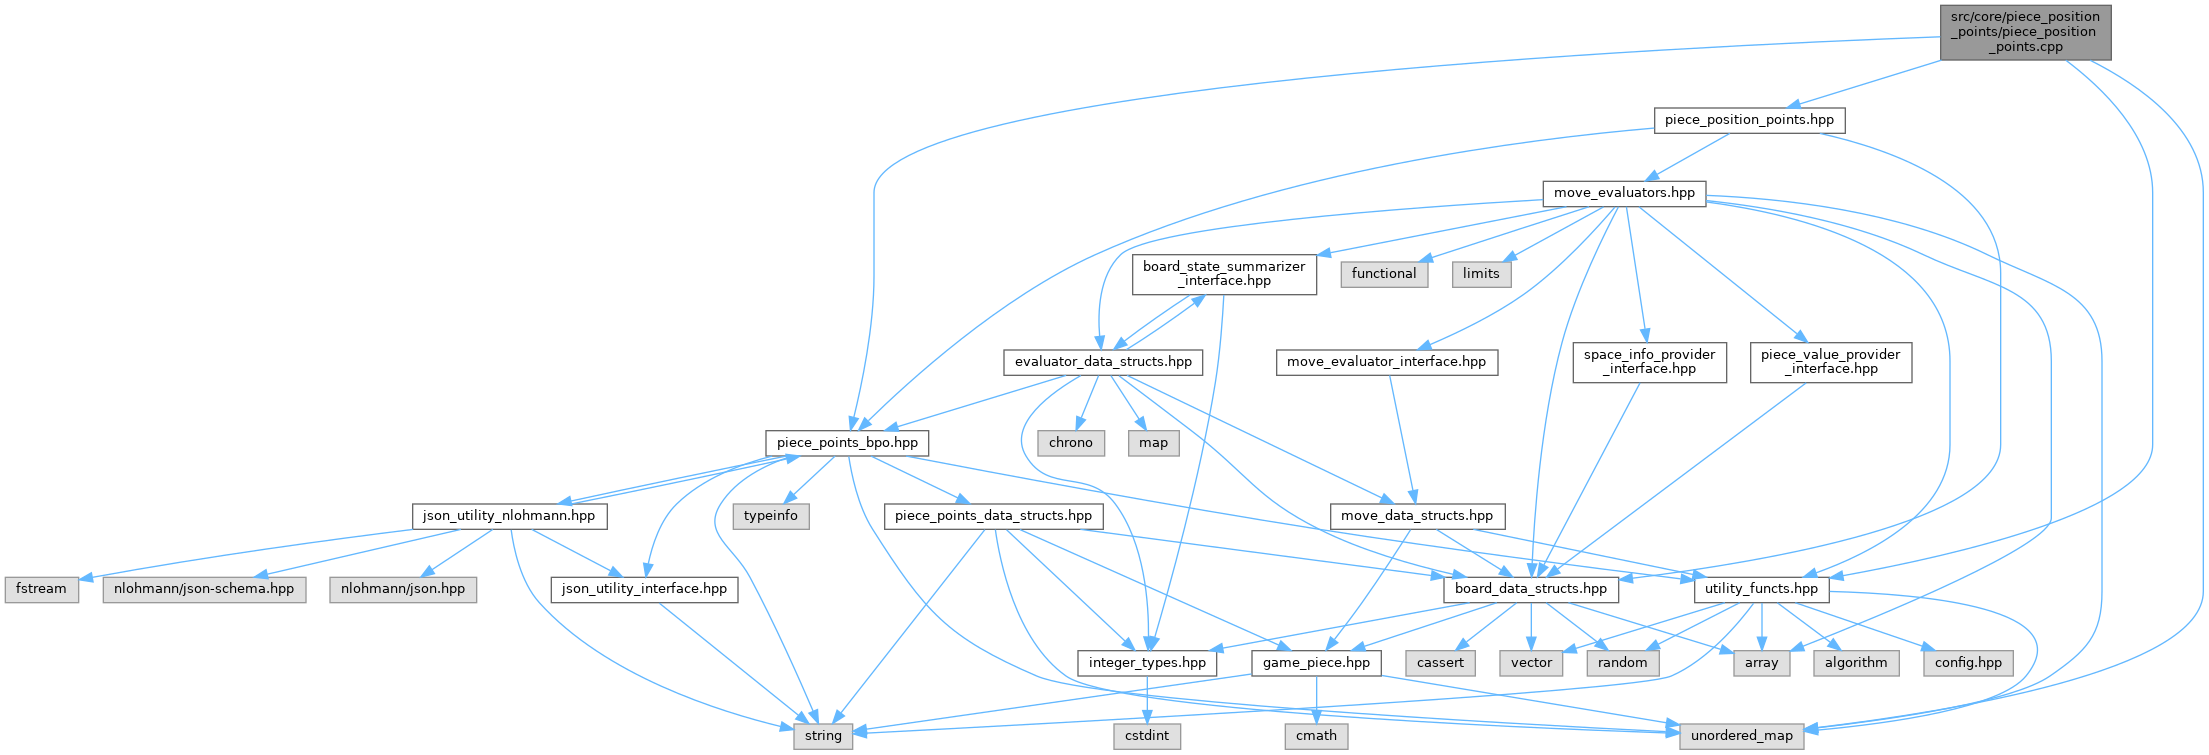 src/core/piece_position
_points/piece_position
_points.cpp
piece_position_points.hpp
move_evaluators.hpp
board_state_summarizer
_interface.hpp
functional
limits
evaluator_data_structs.hpp
move_evaluator_interface.hpp
space_info_provider
_interface.hpp
piece_value_provider
_interface.hpp
piece_points_bpo.hpp
chrono
map
json_utility_nlohmann.hpp
typeinfo
piece_points_data_structs.hpp
move_data_structs.hpp
fstream
nlohmann/json-schema.hpp
nlohmann/json.hpp
json_utility_interface.hpp
board_data_structs.hpp
utility_functs.hpp
integer_types.hpp
game_piece.hpp
cassert
vector
random
array
algorithm
config.hpp
string
cstdint
cmath
unordered_map